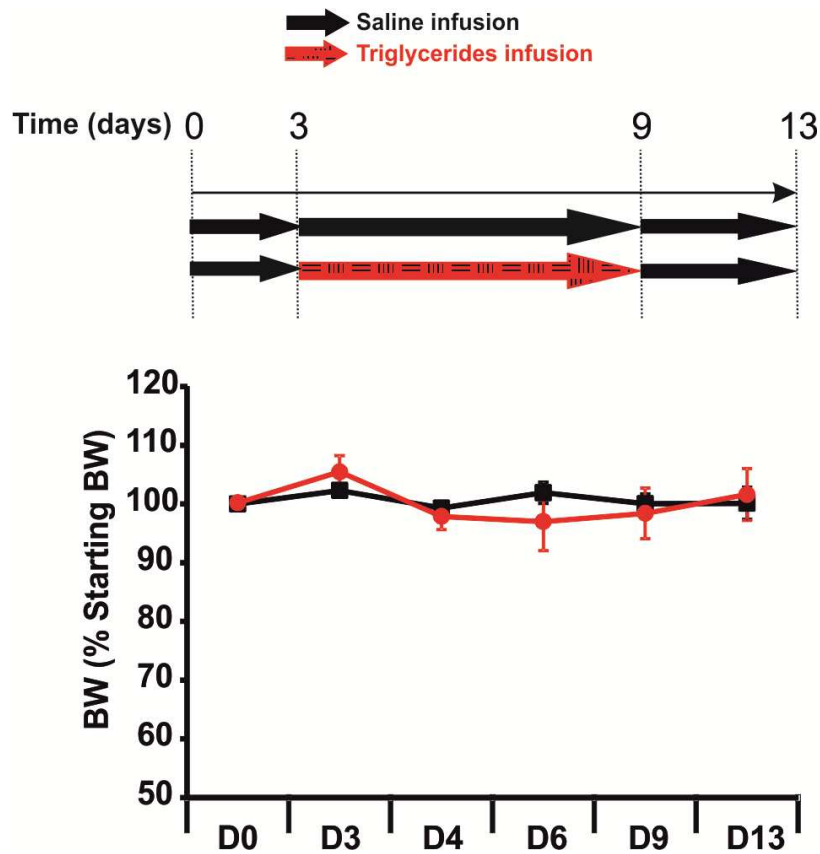 Saline infusion
Triglycerides infusion
Time (days) 0 3 9 13
BW (% Starting BW)
120
110
100
90
80
70
60
50
D0 D3 D4 D6 D9 D13